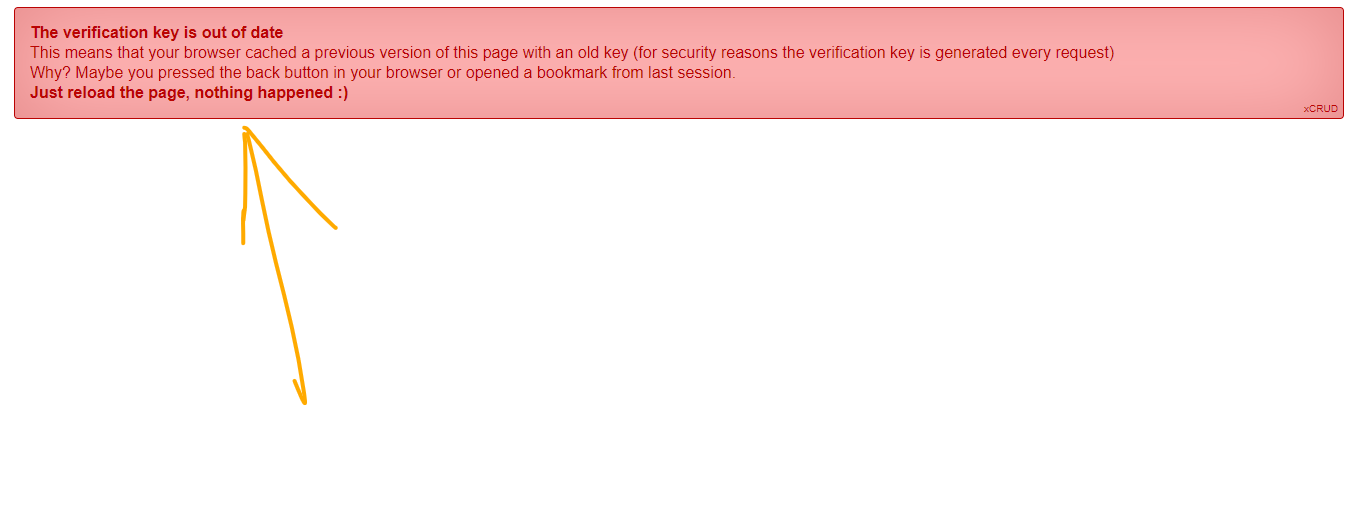 The verification key is out of date
This means that your browser cached a previous version of this page with an old key (for security reasons the verification key is generated every request)
Why? Maybe you pressed the back button in your browser or opened a bookmark from last session.
Just reload the page, nothing happened :)
xCRUD